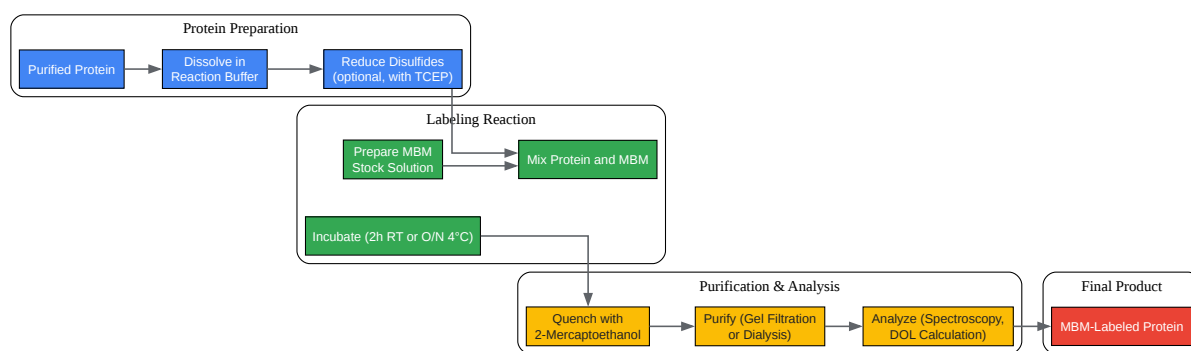 Protein Preparation
Purified Protein
Dissolve in
Reaction Buffer
Reduce Disulfides
(optional, with TCEP)
Labeling Reaction
Prepare MBM
Stock Solution
Mix Protein and MBM
Incubate (2h RT or O/N 4°C)
Purification & Analysis
Quench with
2-Mercaptoethanol
Purify (Gel Filtration
or Dialysis)
Analyze (Spectroscopy,
DOL Calculation)
Final Product
MBM-Labeled Protein